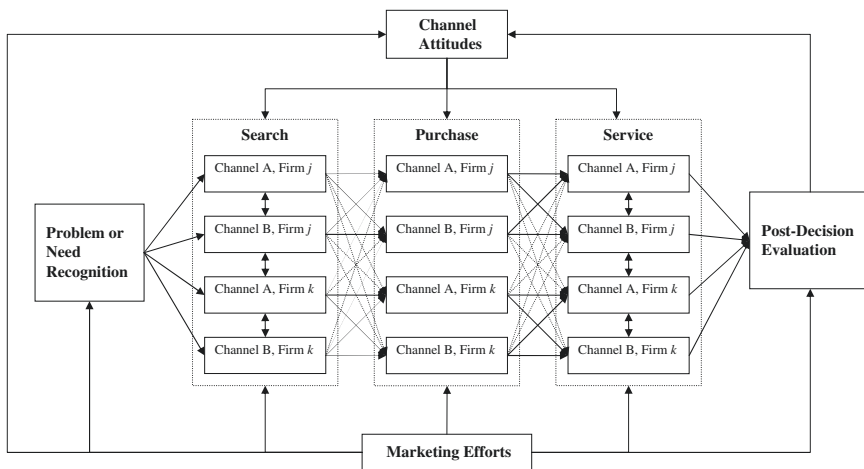 Channel
Attitudes
Search
Purchase
Service
Channel A, Firm j
Channel A, Firm j
Channel A, Firm j
Channel B, Firm j
Channel B, Firm j
Channel B, Firm j
Problem or
Need
Recognition
Post-Decision
Evaluation
Channel A, Firm k
Channel A, Firm k
Channel A, Firm k
Channel B, Firm k
Channel B, Firm k
Channel B, Firm k
Marketing Efforts